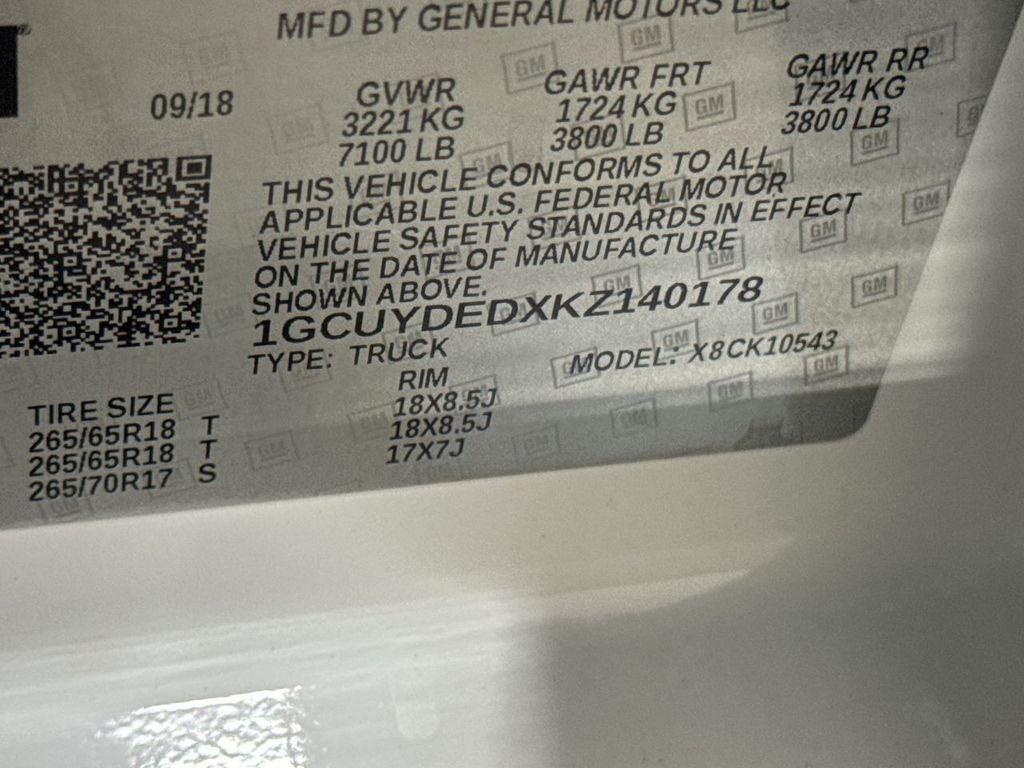 MFD BY GENERAL MOTORS LLC
09/18
GVWR GAWR FRT GAWR RR
3221 KG 1724 KG 1724 KG
7100 LB 3800 LB 3800 LB
THIS VEHICLE CONFORMS TO ALL
APPLICABLE U.S. FEDERAL MOTOR
VEHICLE SAFETY STANDARDS IN EFFECT
ON THE DATE OF MANUFACTURE
SHOWN ABOVE.
1GCUYDEDXKZ140178
TYPE: TRUCK MODEL: X8CK10543
TIRE SIZE RIM
265/65R18 T 18X8.5J
265/65R18 T 18X8.5J
265/70R17 S 17X7J